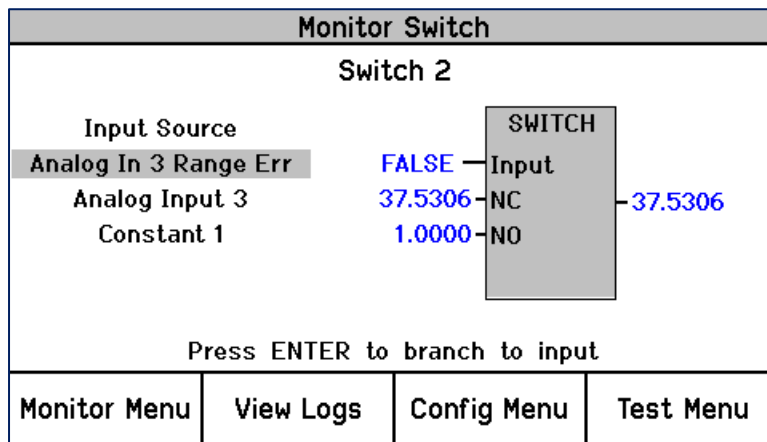 Monitor Switch
Switch 2
Input Source
SWITCH
Analog In 3 Range Err FALSE Input
Analog Input 3 37.5306 NC 37.5306
Constant 1 1.0000 NO
Press ENTER to branch to input
Monitor Menu View Logs Config Menu Test Menu